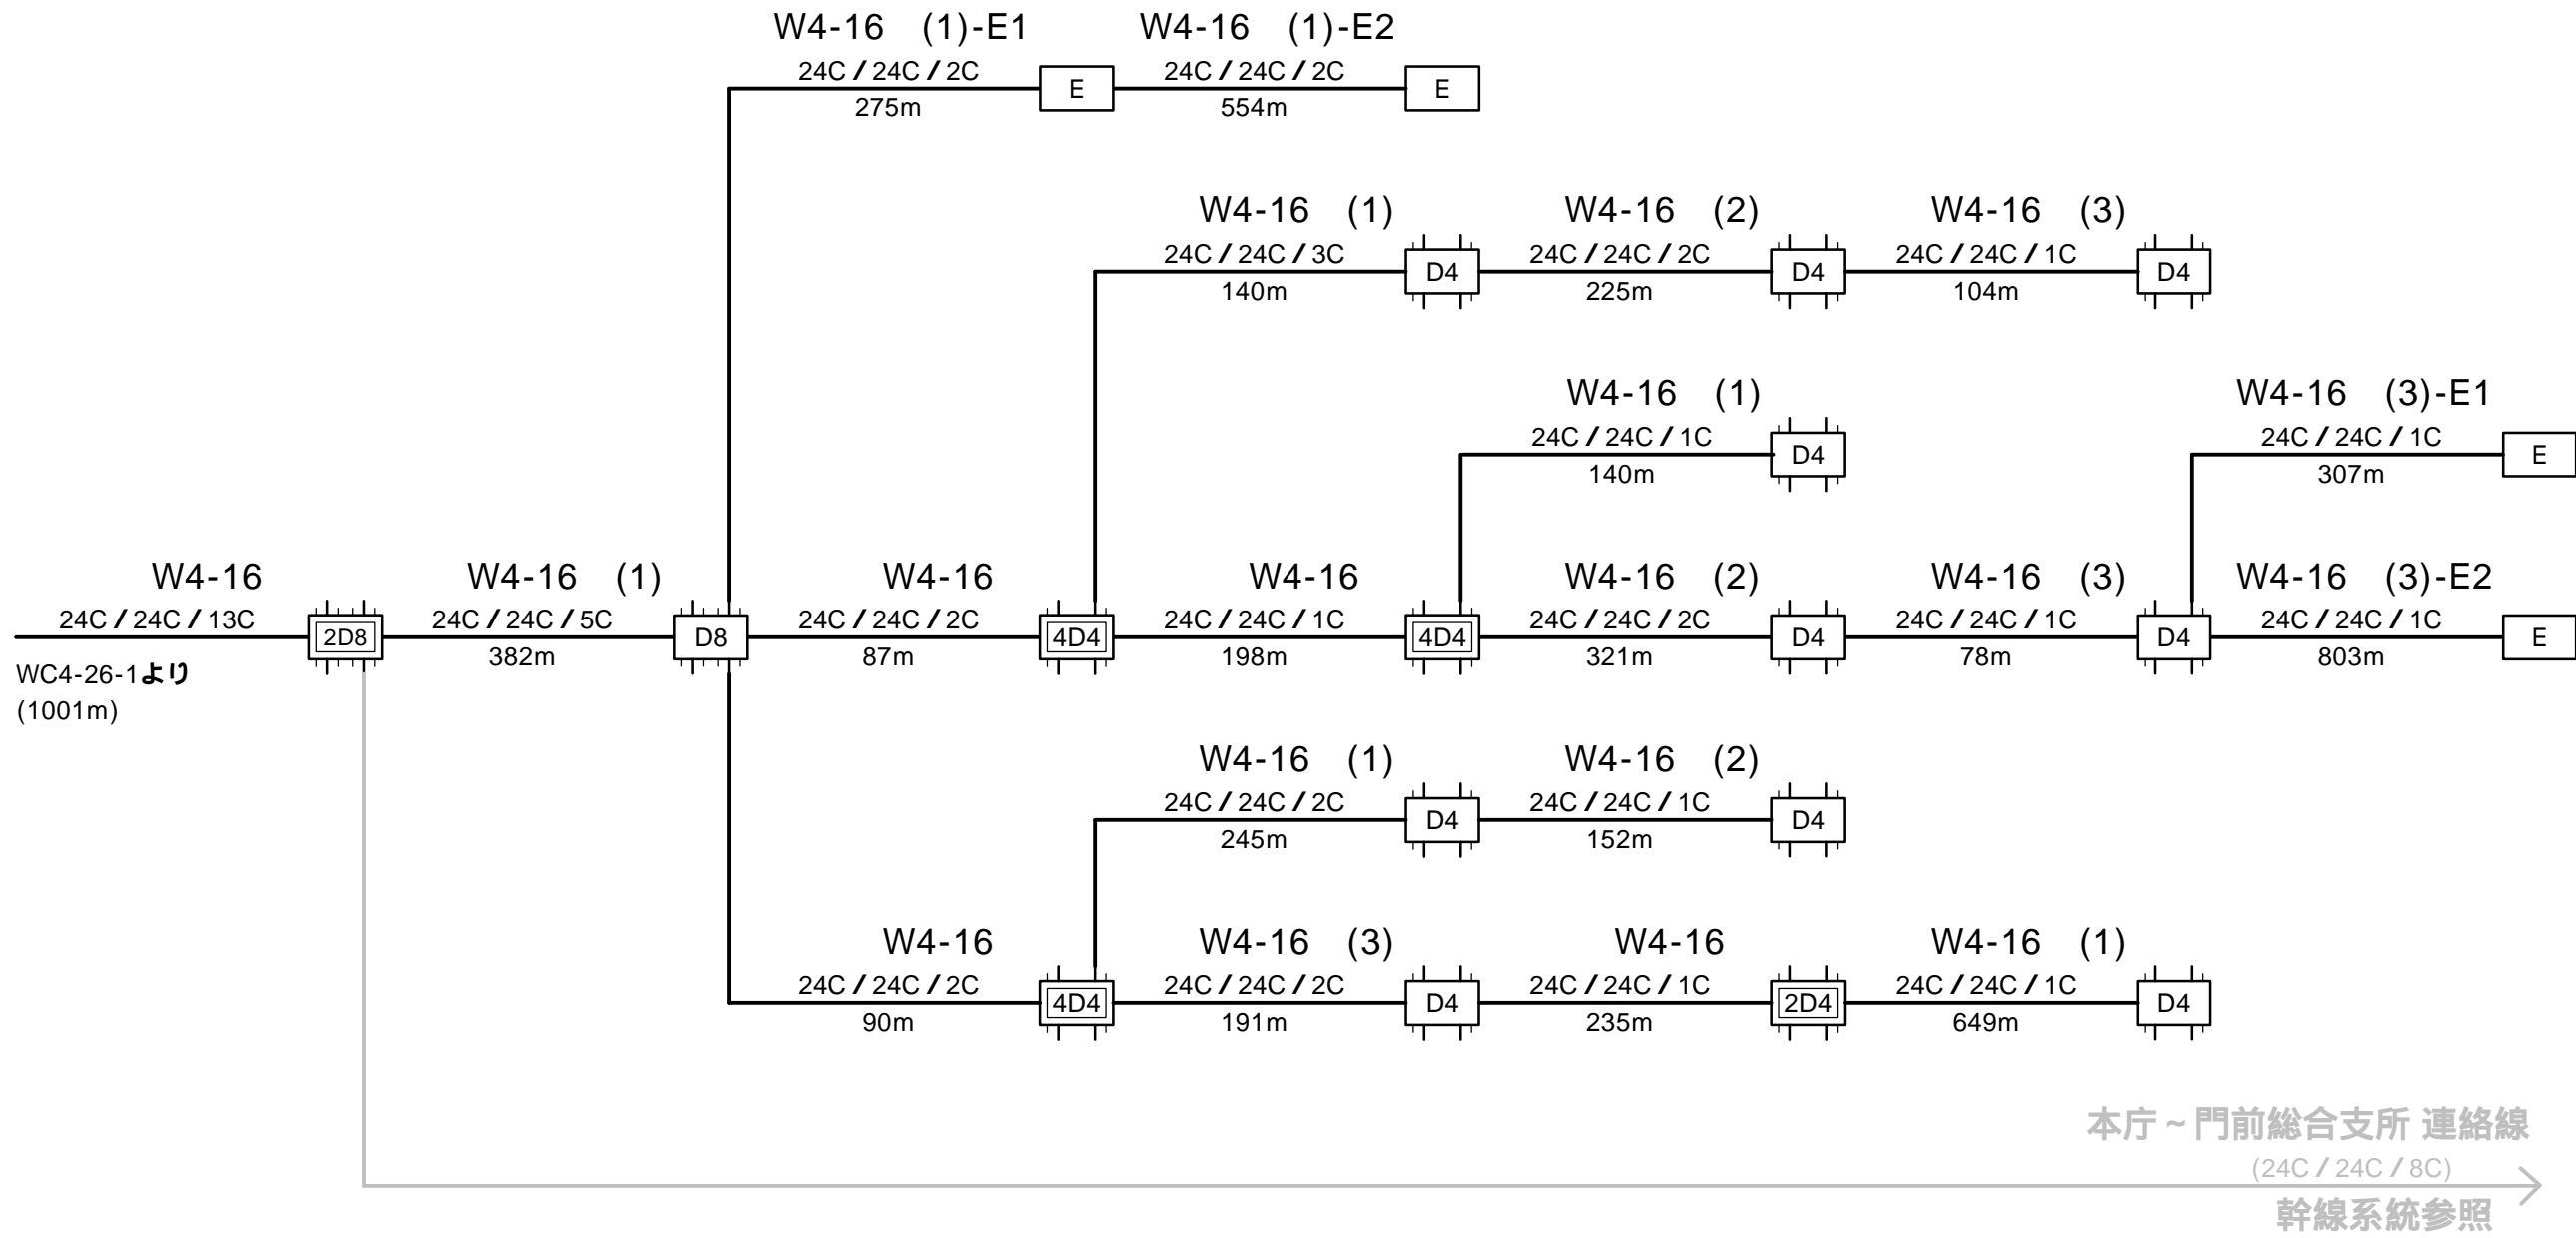 W4-16 (1)-E1 W4-16 (1)-E2
24C/24C/2C 24C/24C/2C
E E
275m 554m
W4-16 (1) W4-16 (2) W4-16 (3)
24C/24C/3C 24C/24C/2C 24C/24C/1C
D4 D4 D4
140m 225m 104m
W4-16 (1) W4-16 (3)-E1
24C/24C/1C 24C/24C/1C
D4 E
140m 307m
W4-16 W4-16 (1) W4-16 W4-16 W4-16 (2) W4-16 (3) W4-16 (3)-E2
24C/24C/13C 24C/24C/5C 24C/24C/2C 24C/24C/1C 24C/24C/2C 24C/24C/1C 24C/24C/1C
2D8 D8 4D4 4D4 D4 D4 E
382m 87m 198m 321m 78m 803m
WC4-26-1より
(1001m)
W4-16 (1) W4-16 (2)
24C/24C/2C 24C/24C/1C
D4 D4
245m 152m
W4-16 W4-16 (3) W4-16 W4-16 (1)
24C/24C/2C 24C/24C/2C 24C/24C/1C 24C/24C/1C
4D4 D4 2D4 D4
90m 191m 235m 649m
本庁~門前総合支所 連絡線
(24C/24C/8C)
幹線系統参照